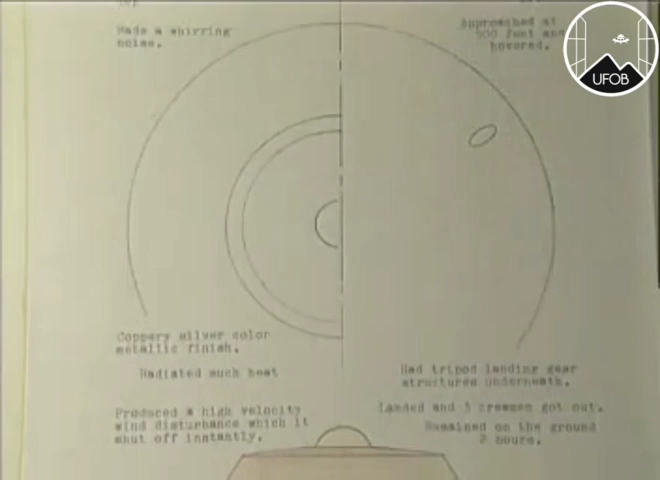 Made a whirring
noise.
Approached at
500 feet and
hovered.
UFOB
Coppery silver color
metallic finish.
Radiated much heat
Had tripod landing gear
structures underneath.
Produced a high velocity
wind disturbance which it
shut off instantly.
Landed and 3 crewmen got out.
Remained on the ground
2 hours.